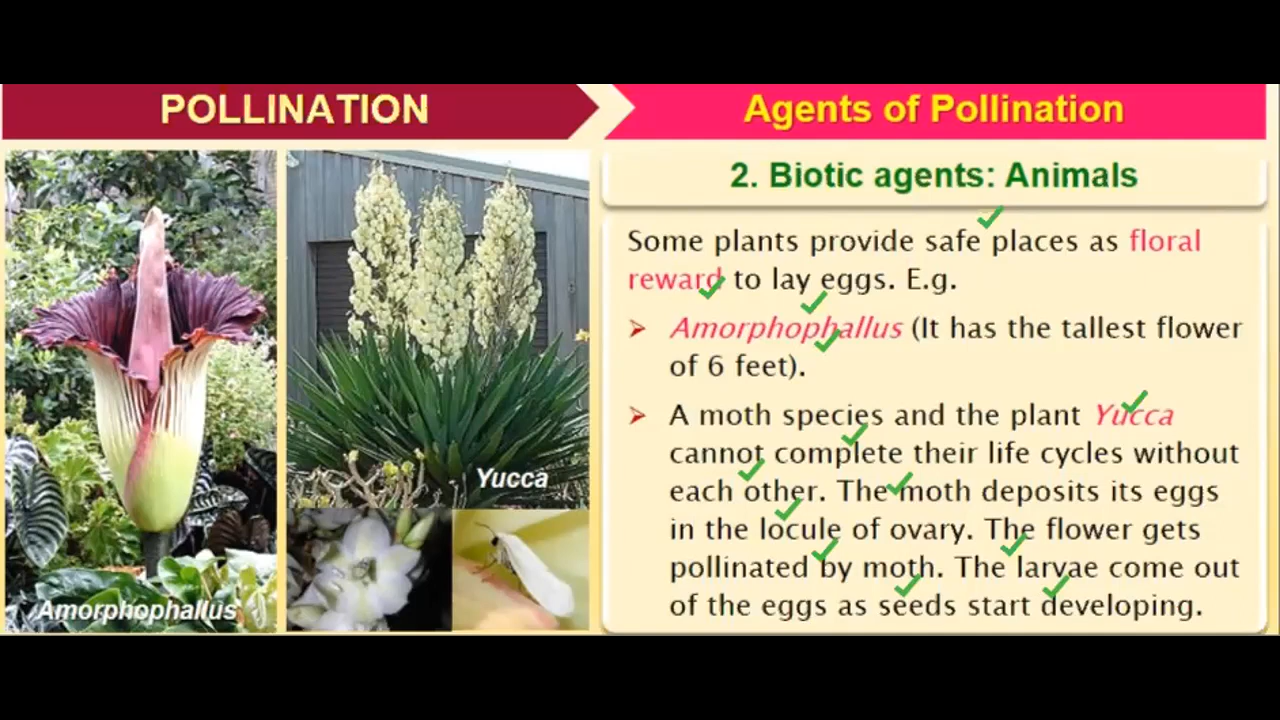 POLLINATION
Agents of Pollination
2. Biotic agents: Animals
Some plants provide safe places as floral
reward to lay eggs. E.g.
Amorphophallus (It has the tallest flower
of 6 feet).
A moth species and the plant Yucca
cannot complete their life cycles without
each other. The moth deposits its eggs
in the locule of ovary. The flower gets
pollinated by moth. The larvae come out
of the eggs as seeds start developing.
Amorphophallus
Yucca